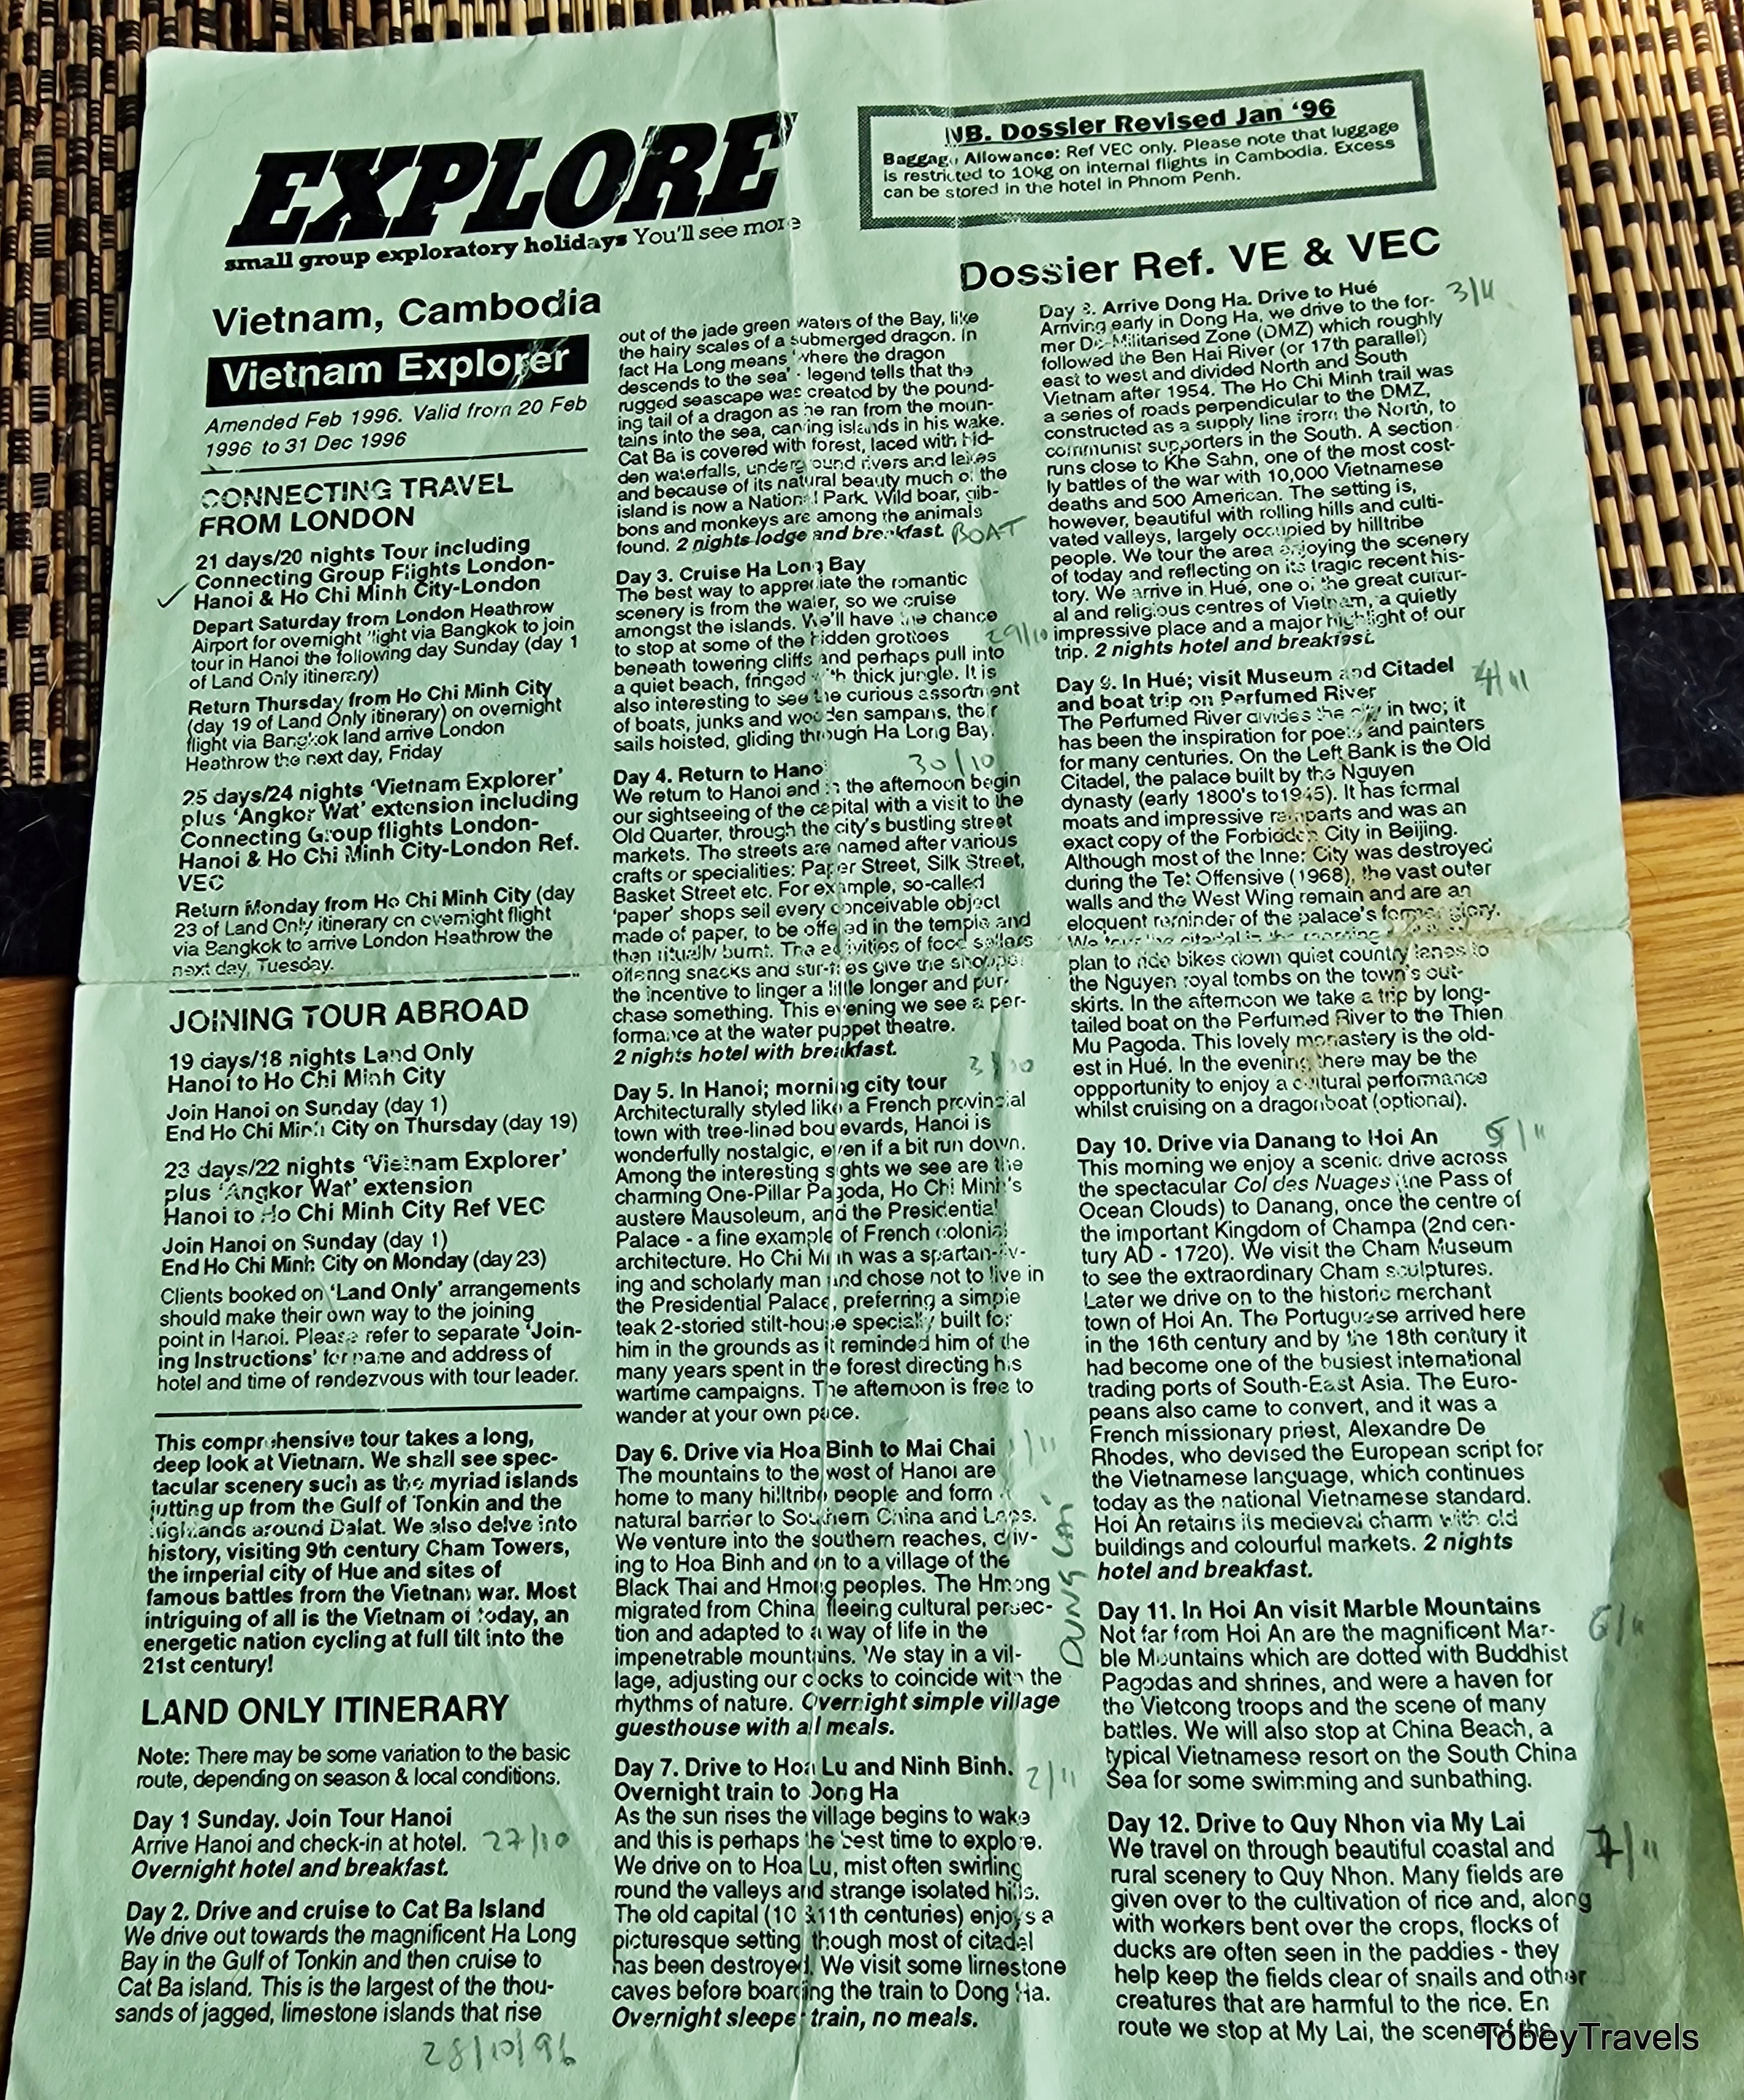 EXPLORE
small group exploratory holidays You'll see more
NB. Dossier Revised Jan '96
Baggage Allowance: Ref VEC only. Please note that luggage
is restricted to 10kg on internal flights in Cambodia. Excess
can be stored in the hotel in Phnom Penh.
Dossier Ref. VE & VEC
Vietnam, Cambodia
Vietnam Explorer
Amended Feb 1996. Valid from 20 Feb
1996 to 31 Dec 1996
CONNECTING TRAVEL
FROM LONDON
21 days/20 nights Tour including
Connecting Group Flights London-
Hanoi & Ho Chi Minh City-London
Depart Saturday from London Heathrow
Airport for overnight flight via Bangkok to join
tour in Hanoi the following day Sunday (day 1
of Land Only itinerary)
Return Thursday from Ho Chi Minh City
(day 19 of Land Only itinerary) on overnight
flight via Bangkok land arrive London
Heathrow the next day, Friday
25 days/24 nights 'Vietnam Explorer'
plus 'Angkor Wat' extension including
Connecting Group flights London-
Hanoi & Ho Chi Minh City-London Ref.
VEC
Return Monday from Ho Chi Minh City (day
23 of Land Only itinerary on overnight flight
via Bangkok to arrive London Heathrow the
next day, Tuesday.
JOINING TOUR ABROAD
19 days/18 nights Land Only
Hanoi to Ho Chi Minh City
Join Hanoi on Sunday (day 1)
End Ho Chi Minh City on Thursday (day 19)
23 days/22 nights 'Vietnam Explorer'
plus 'Angkor Wat' extension
Hanoi to Ho Chi Minh City Ref VEC
Join Hanoi on Sunday (day 1)
End Ho Chi Minh City on Monday (day 23)
Clients booked on 'Land Only' arrangements
should make their own way to the joining
point in Hanoi. Please refer to separate 'Join-
ing Instructions' for name and address of
hotel and time of rendezvous with tour leader.
This comprehensive tour takes a long,
deep look at Vietnam. We shall see spec-
tacular scenery such as the myriad islands
jutting up from the Gulf of Tonkin and the
highlands around Dalat. We also delve into
history, visiting 9th century Cham Towers,
the imperial city of Hue and sites of
famous battles from the Vietnam war. Most
intriguing of all is the Vietnam of today, an
energetic nation cycling at full tilt into the
21st century!
LAND ONLY ITINERARY
Note: There may be some variation to the basic
route, depending on season & local conditions.
Day 1 Sunday. Join Tour Hanoi
Arrive Hanoi and check-in at hotel. 27/10
Overnight hotel and breakfast.
Day 2. Drive and cruise to Cat Ba Island
We drive out towards the magnificent Ha Long
Bay in the Gulf of Tonkin and then cruise to
Cat Ba island. This is the largest of the thou-
sands of jagged, limestone islands that rise
28/10/96
out of the jade green waters of the Bay, like
the hairy scales of a submerged dragon. In
fact Ha Long means 'where the dragon
descends to the sea' - legend tells that the
rugged seascape was created by the pound-
ing tail of a dragon as he ran from the moun-
tains into the sea, carving islands in his wake.
Cat Ba is covered with forest, laced with hid-
den waterfalls, underground rivers and lakes
and because of its natural beauty much of the
island is now a National Park. Wild boar, gib-
bons and monkeys are among the animals
found. 2 nights lodge and breakfast. BOAT
Day 3. Cruise Ha Long Bay
The best way to appreciate the romantic
scenery is from the water, so we cruise
amongst the islands. We'll have the chance
to stop at some of the hidden grottoes 29/10
beneath towering cliffs and perhaps pull into
a quiet beach, fringed with thick jungle. It is
also interesting to see the curious assortment
of boats, junks and wooden sampans, their
sails hoisted, gliding through Ha Long Bay.
Day 4. Return to Hanoi 30/10
We return to Hanoi and in the afternoon begin
our sightseeing of the capital with a visit to the
Old Quarter, through the city's bustling street
markets. The streets are named after various
crafts or specialities: Paper Street, Silk Street,
Basket Street etc. For example, so-called
'paper' shops sell every conceivable object
made of paper, to be offered in the temple and
then ritually burnt. The activities of food sellers
offering snacks and stir-fries give the shopper
the incentive to linger a little longer and pur-
chase something. This evening we see a per-
formance at the water puppet theatre.
2 nights hotel with breakfast.
Day 5. In Hanoi; morning city tour
Architecturally styled like a French provincial
town with tree-lined boulevards, Hanoi is
wonderfully nostalgic, even if a bit run down.
Among the interesting sights we see are the
charming One-Pillar Pagoda, Ho Chi Minh's
austere Mausoleum, and the Presidential
Palace - a fine example of French colonial
architecture. Ho Chi Minh was a spartan-liv-
ing and scholarly man and chose not to live in
the Presidential Palace, preferring a simple
teak 2-storied stilt-house specially built for
him in the grounds as it reminded him of the
many years spent in the forest directing his
wartime campaigns. The afternoon is free to
wander at your own pace.
Day 6. Drive via Hoa Binh to Mai Chai 1/11
The mountains to the west of Hanoi are
home to many hilltribe people and form a
natural barrier to Southern China and Laos.
We venture into the southern reaches, driv-
ing to Hoa Binh and on to a village of the
Black Thai and Hmong peoples. The Hmong
migrated from China fleeing cultural persec-
tion and adapted to a way of life in the
impenetrable mountains. We stay in a vil-
lage, adjusting our clocks to coincide with the
rhythms of nature. Overnight simple village
guesthouse with all meals.
Day 7. Drive to Hoa Lu and Ninh Binh. 2/11
Overnight train to Dong Ha
As the sun rises the village begins to wake
and this is perhaps the best time to explore.
We drive on to Hoa Lu, mist often swirling
round the valleys and strange isolated hills.
The old capital (10 &11th centuries) enjoys a
picturesque setting though most of citadel
has been destroyed. We visit some limestone
caves before boarding the train to Dong Ha.
Overnight sleeper train, no meals.
Day 8. Arrive Dong Ha. Drive to Hué 3/11
Arriving early in Dong Ha, we drive to the for-
mer De-Militarised Zone (DMZ) which roughly
followed the Ben Hai River (or 17th parallel)
east to west and divided North and South
Vietnam after 1954. The Ho Chi Minh trail was
a series of roads perpendicular to the DMZ,
constructed as a supply line from the North, to
communist supporters in the South. A section
runs close to Khe Sahn, one of the most cost-
ly battles of the war with 10,000 Vietnamese
deaths and 500 American. The setting is,
however, beautiful with rolling hills and culti-
vated valleys, largely occupied by hilltribe
people. We tour the area enjoying the scenery
of today and reflecting on its tragic recent his-
tory. We arrive in Hué, one of the great cultur-
al and religious centres of Vietnam, a quietly
impressive place and a major highlight of our
trip. 2 nights hotel and breakfast.
Day 9. In Hué; visit Museum and Citadel 4/11
and boat trip on Perfumed River
The Perfumed River divides the city in two; it
has been the inspiration for poets and painters
for many centuries. On the Left Bank is the Old
Citadel, the palace built by the Nguyen
dynasty (early 1800's to1945). It has formal
moats and impressive ramparts and was an
exact copy of the Forbidden City in Beijing.
Although most of the Inner City was destroyed
during the Tet Offensive (1968), the vast outer
walls and the West Wing remain and are an
eloquent reminder of the palace's former glory.
We tour the citadel in the morning
plan to ride bikes down quiet country lanes to
the Nguyen royal tombs on the town's out-
skirts. In the afternoon we take a trip by long-
tailed boat on the Perfumed River to the Thien
Mu Pagoda. This lovely monastery is the old-
est in Hué. In the evening there may be the
oppportunity to enjoy a cultural performance
whilst cruising on a dragonboat (optional).
Day 10. Drive via Danang to Hoi An 5/11
This morning we enjoy a scenic drive across
the spectacular Col des Nuages (the Pass of
Ocean Clouds) to Danang, once the centre of
the important Kingdom of Champa (2nd cen-
tury AD - 1720). We visit the Cham Museum
to see the extraordinary Cham sculptures.
Later we drive on to the historic merchant
town of Hoi An. The Portuguese arrived here
in the 16th century and by the 18th century it
had become one of the busiest international
trading ports of South-East Asia. The Euro-
peans also came to convert, and it was a
French missionary priest, Alexandre De
Rhodes, who devised the European script for
the Vietnamese language, which continues
today as the national Vietnamese standard.
Hoi An retains its medieval charm with old
buildings and colourful markets. 2 nights
hotel and breakfast.
Day 11. In Hoi An visit Marble Mountains 6/11
Not far from Hoi An are the magnificent Mar-
ble Mountains which are dotted with Buddhist
Pagodas and shrines, and were a haven for
the Vietcong troops and the scene of many
battles. We will also stop at China Beach, a
typical Vietnamese resort on the South China
Sea for some swimming and sunbathing.
Day 12. Drive to Quy Nhon via My Lai 7/11
We travel on through beautiful coastal and
rural scenery to Quy Nhon. Many fields are
given over to the cultivation of rice and, along
with workers bent over the crops, flocks of
ducks are often seen in the paddies - they
help keep the fields clear of snails and other
creatures that are harmful to the rice. En
route we stop at My Lai, the scene of the
TobeyTravels